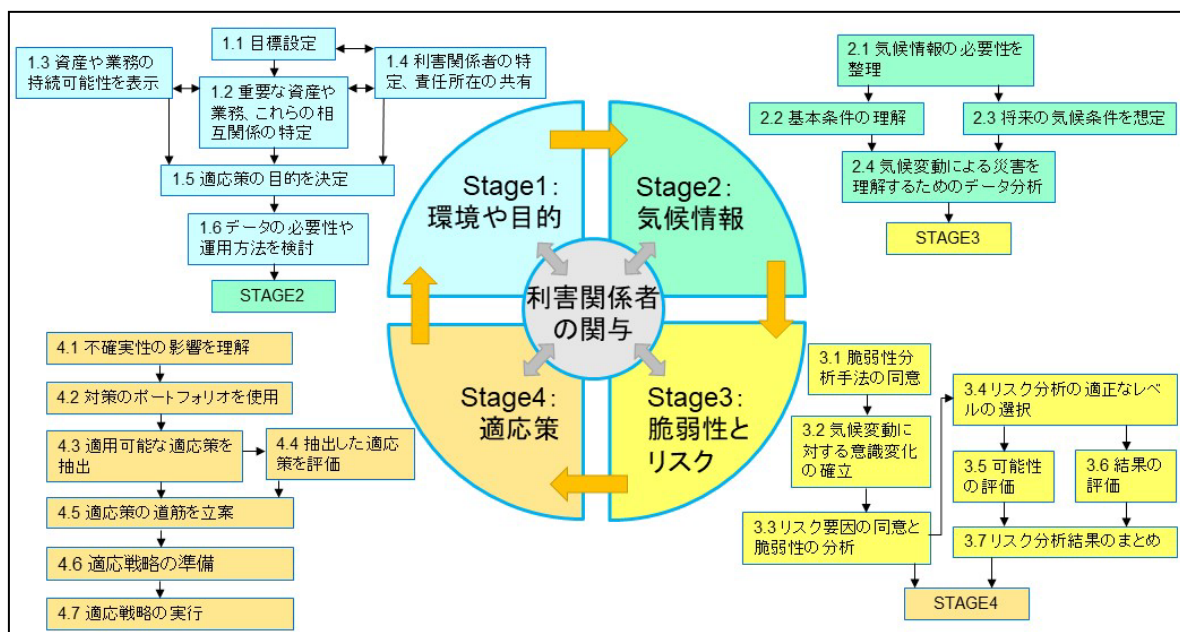 1.1 目標設定
1.3 資産や業務の
持続可能性を表示
1.4 利害関係者の特
定、責任所在の共有
1.2 重要な資産や
業務、これらの相
互関係の特定
1.5 適応策の目的を決定
1.6 データの必要性や
運用方法を検討
STAGE2
2.1 気候情報の必要性を
整理
2.2 基本条件の理解
2.3 将来の気候条件を想定
2.4 気候変動による災害を
理解するためのデータ分析
STAGE3
Stage1:
環境や目的
Stage2:
気候情報
利害関係者
の関与
Stage4:
適応策
Stage3:
脆弱性と
リスク
4.1 不確実性の影響を理解
4.2 対策のポートフォリオを使用
4.3 適用可能な適応策を
抽出
4.4 抽出した適応
策を評価
4.5 適応策の道筋を立案
4.6 適応戦略の準備
4.7 適応戦略の実行
3.1 脆弱性分
析手法の同意
3.2 気候変動に
対する意識変化
の確立
3.3 リスク要因の同意と
脆弱性の分析
3.4 リスク分析の適正なレベ
ルの選択
3.5 可能性
の評価
3.6 結果の
評価
3.7 リスク分析結果のまとめ
STAGE4